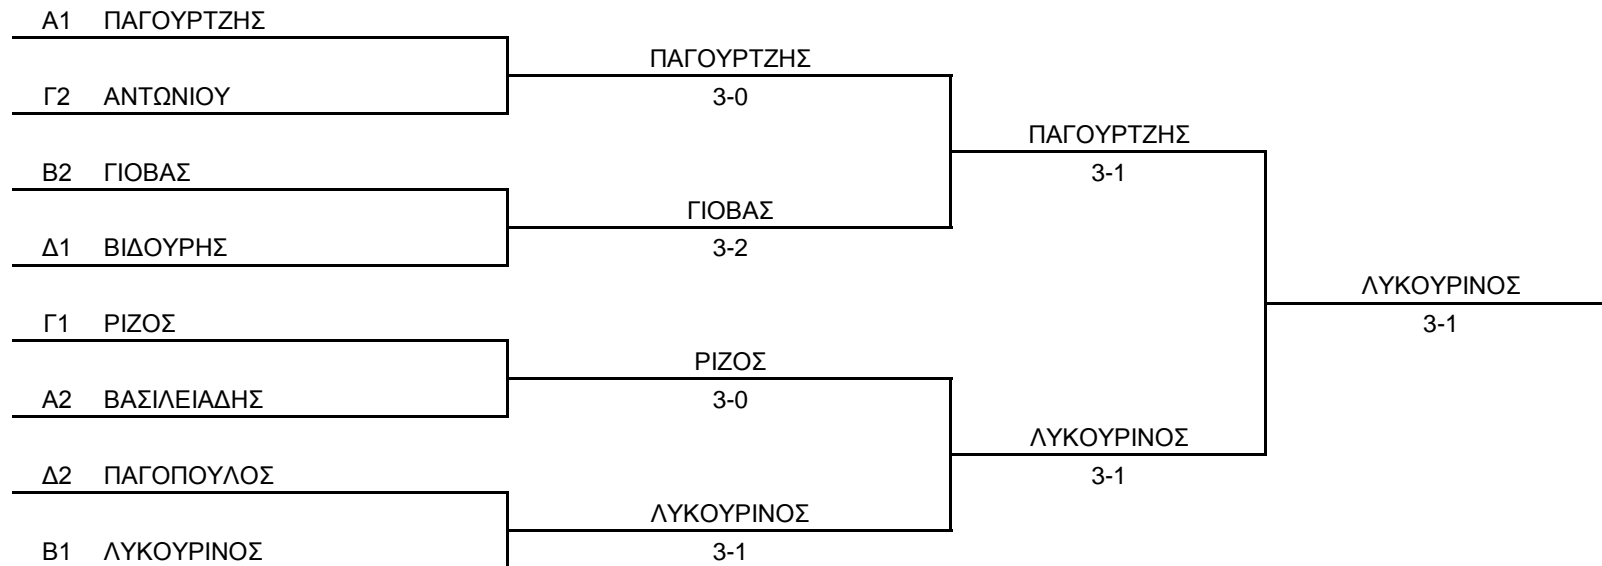 Α1 ΠΑΓΟΥΡΤΖΗΣ
ΠΑΓΟΥΡΤΖΗΣ
Γ2 ΑΝΤΩΝΙΟΥ
3-0
ΠΑΓΟΥΡΤΖΗΣ
Β2 ΓΙΟΒΑΣ
3-1
ΓΙΟΒΑΣ
Δ1 ΒΙΔΟΥΡΗΣ
3-2
ΛΥΚΟΥΡΙΝΟΣ
Γ1 ΡΙΖΟΣ
3-1
ΡΙΖΟΣ
Α2 ΒΑΣΙΛΕΙΑΔΗΣ
3-0
ΛΥΚΟΥΡΙΝΟΣ
Δ2 ΠΑΓΟΠΟΥΛΟΣ
3-1
ΛΥΚΟΥΡΙΝΟΣ
Β1 ΛΥΚΟΥΡΙΝΟΣ
3-1